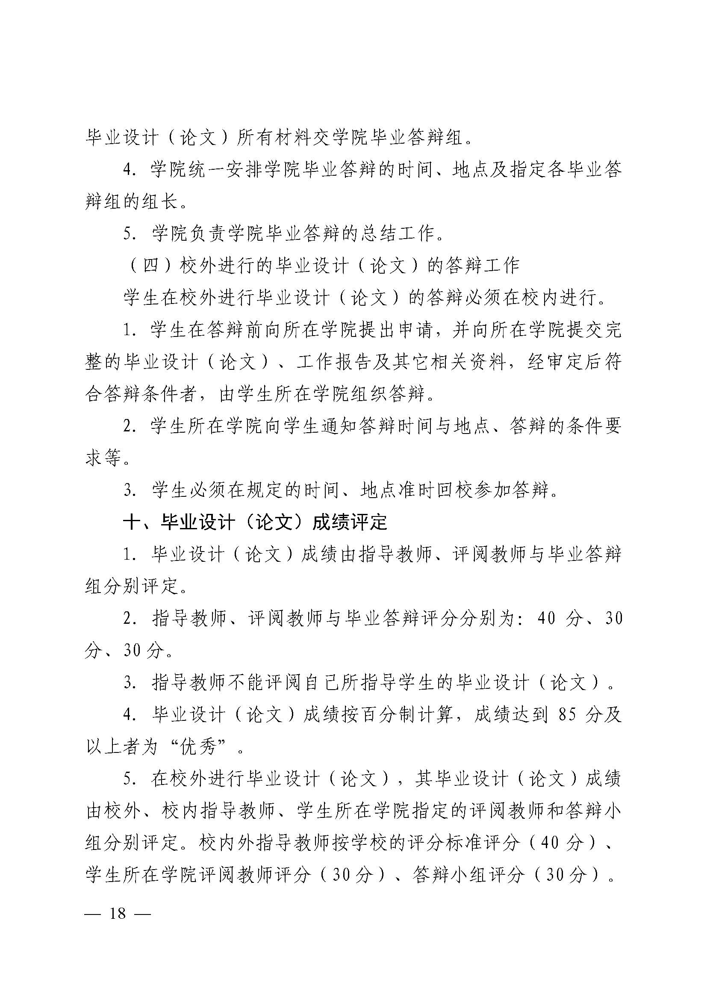 毕业设计（论文）所有材料交学院毕业答辩组。
4. 学院统一安排学院毕业答辩的时间、地点及指定各毕业答
辩组的组长。
5. 学院负责学院毕业答辩的总结工作。
（四）校外进行的毕业设计（论文）的答辩工作
学生在校外进行毕业设计（论文）的答辩必须在校内进行。
1. 学生在答辩前向所在学院提出申请，并向所在学院提交完
整的毕业设计（论文）、工作报告及其它相关资料，经审定后符
合答辩条件者，由学生所在学院组织答辩。
2. 学生所在学院向学生通知答辩时间与地点、答辩的条件要
求等。
3. 学生必须在规定的时间、地点准时回校参加答辩。
十、毕业设计（论文）成绩评定
1. 毕业设计（论文）成绩由指导教师、评阅教师与毕业答辩
组分别评定。
2. 指导教师、评阅教师与毕业答辩评分分别为：40 分、30
分、30 分。
3. 指导教师不能评阅自己所指导学生的毕业设计（论文）。
4. 毕业设计（论文）成绩按百分制计算，成绩达到 85 分及
以上者为“优秀”。
5. 在校外进行毕业设计（论文），其毕业设计（论文）成绩
由校外、校内指导教师、学生所在学院指定的评阅教师和答辩小
组分别评定。校内外指导教师按学校的评分标准评分（40 分）、
学生所在学院评阅教师评分（30 分）、答辩小组评分（30 分）。
— 18 —